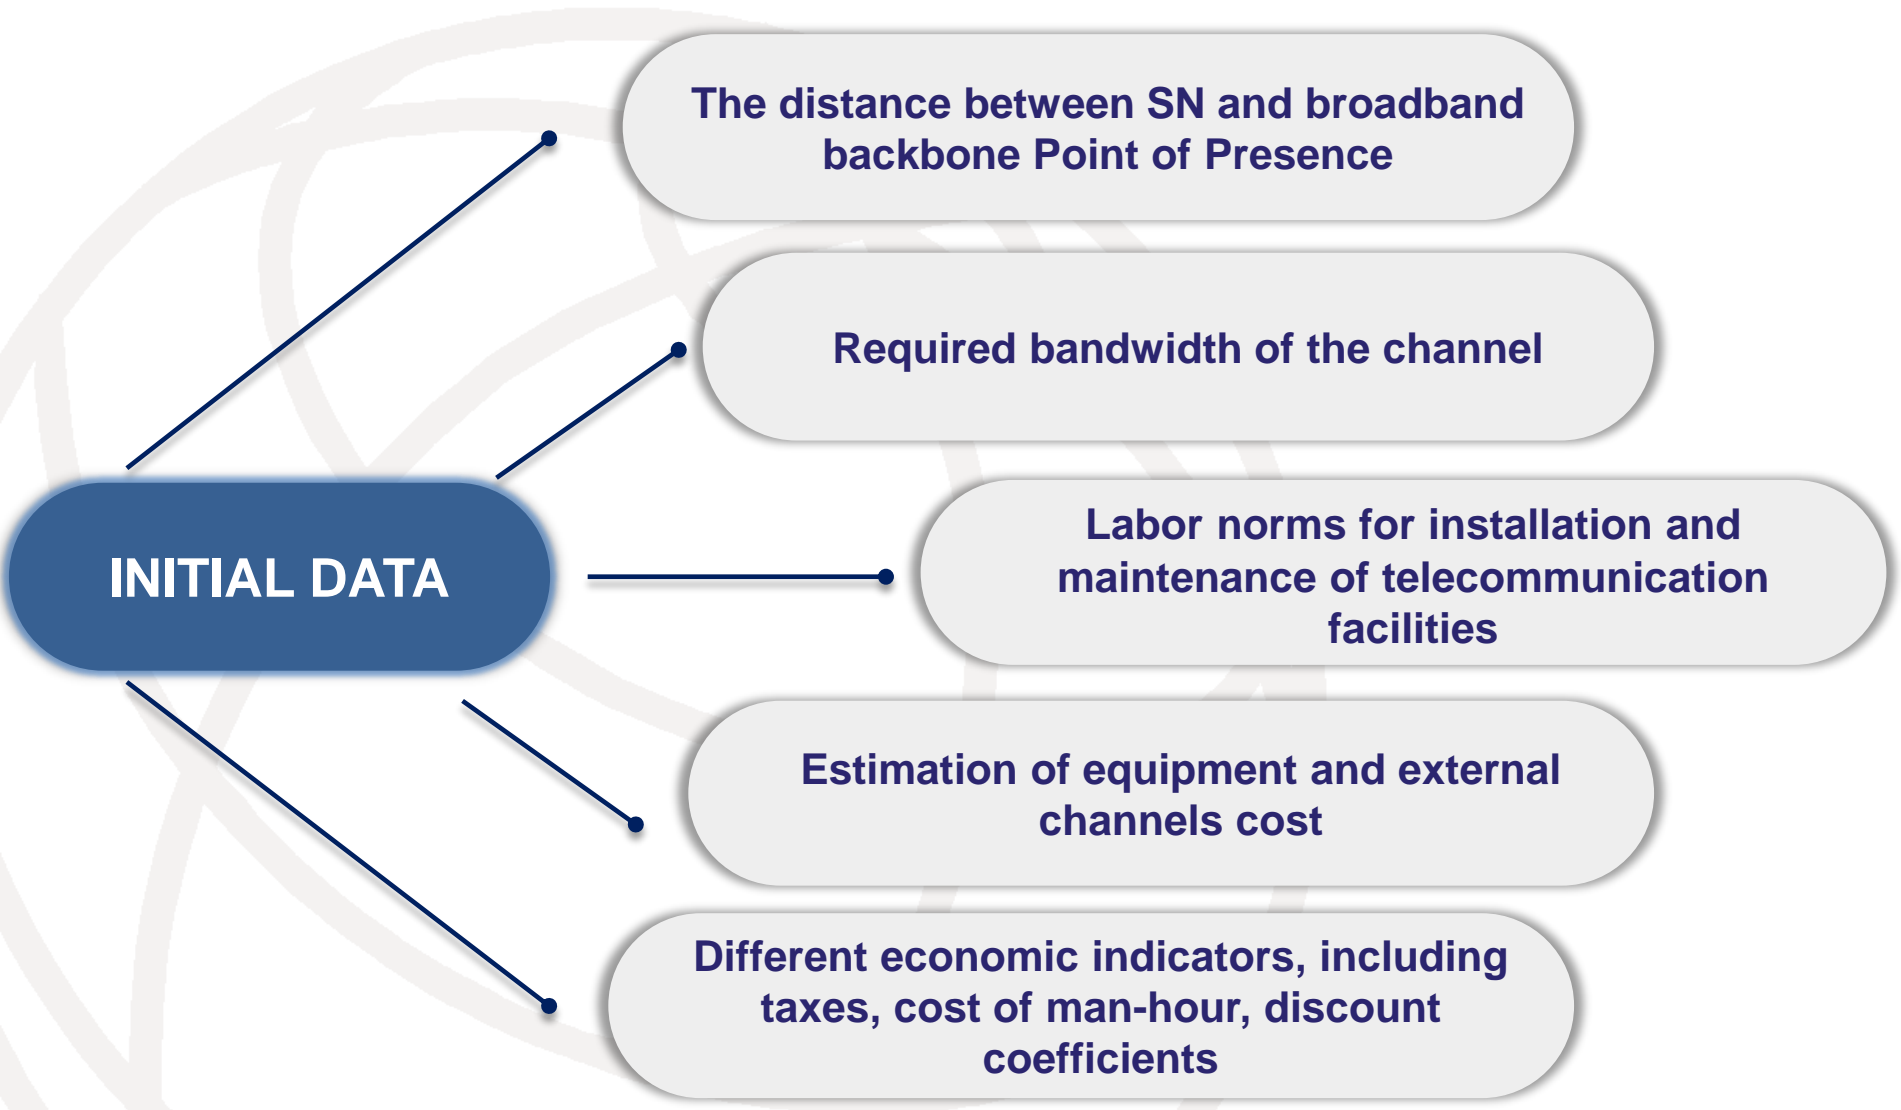 The distance between SN and broadband
backbone Point of Presence
Required bandwidth of the channel
Labor norms for installation and
maintenance of telecommunication
facilities
INITIAL DATA
Estimation of equipment and external
channels cost
Different economic indicators, including
taxes, cost of man-hour, discount
coefficients